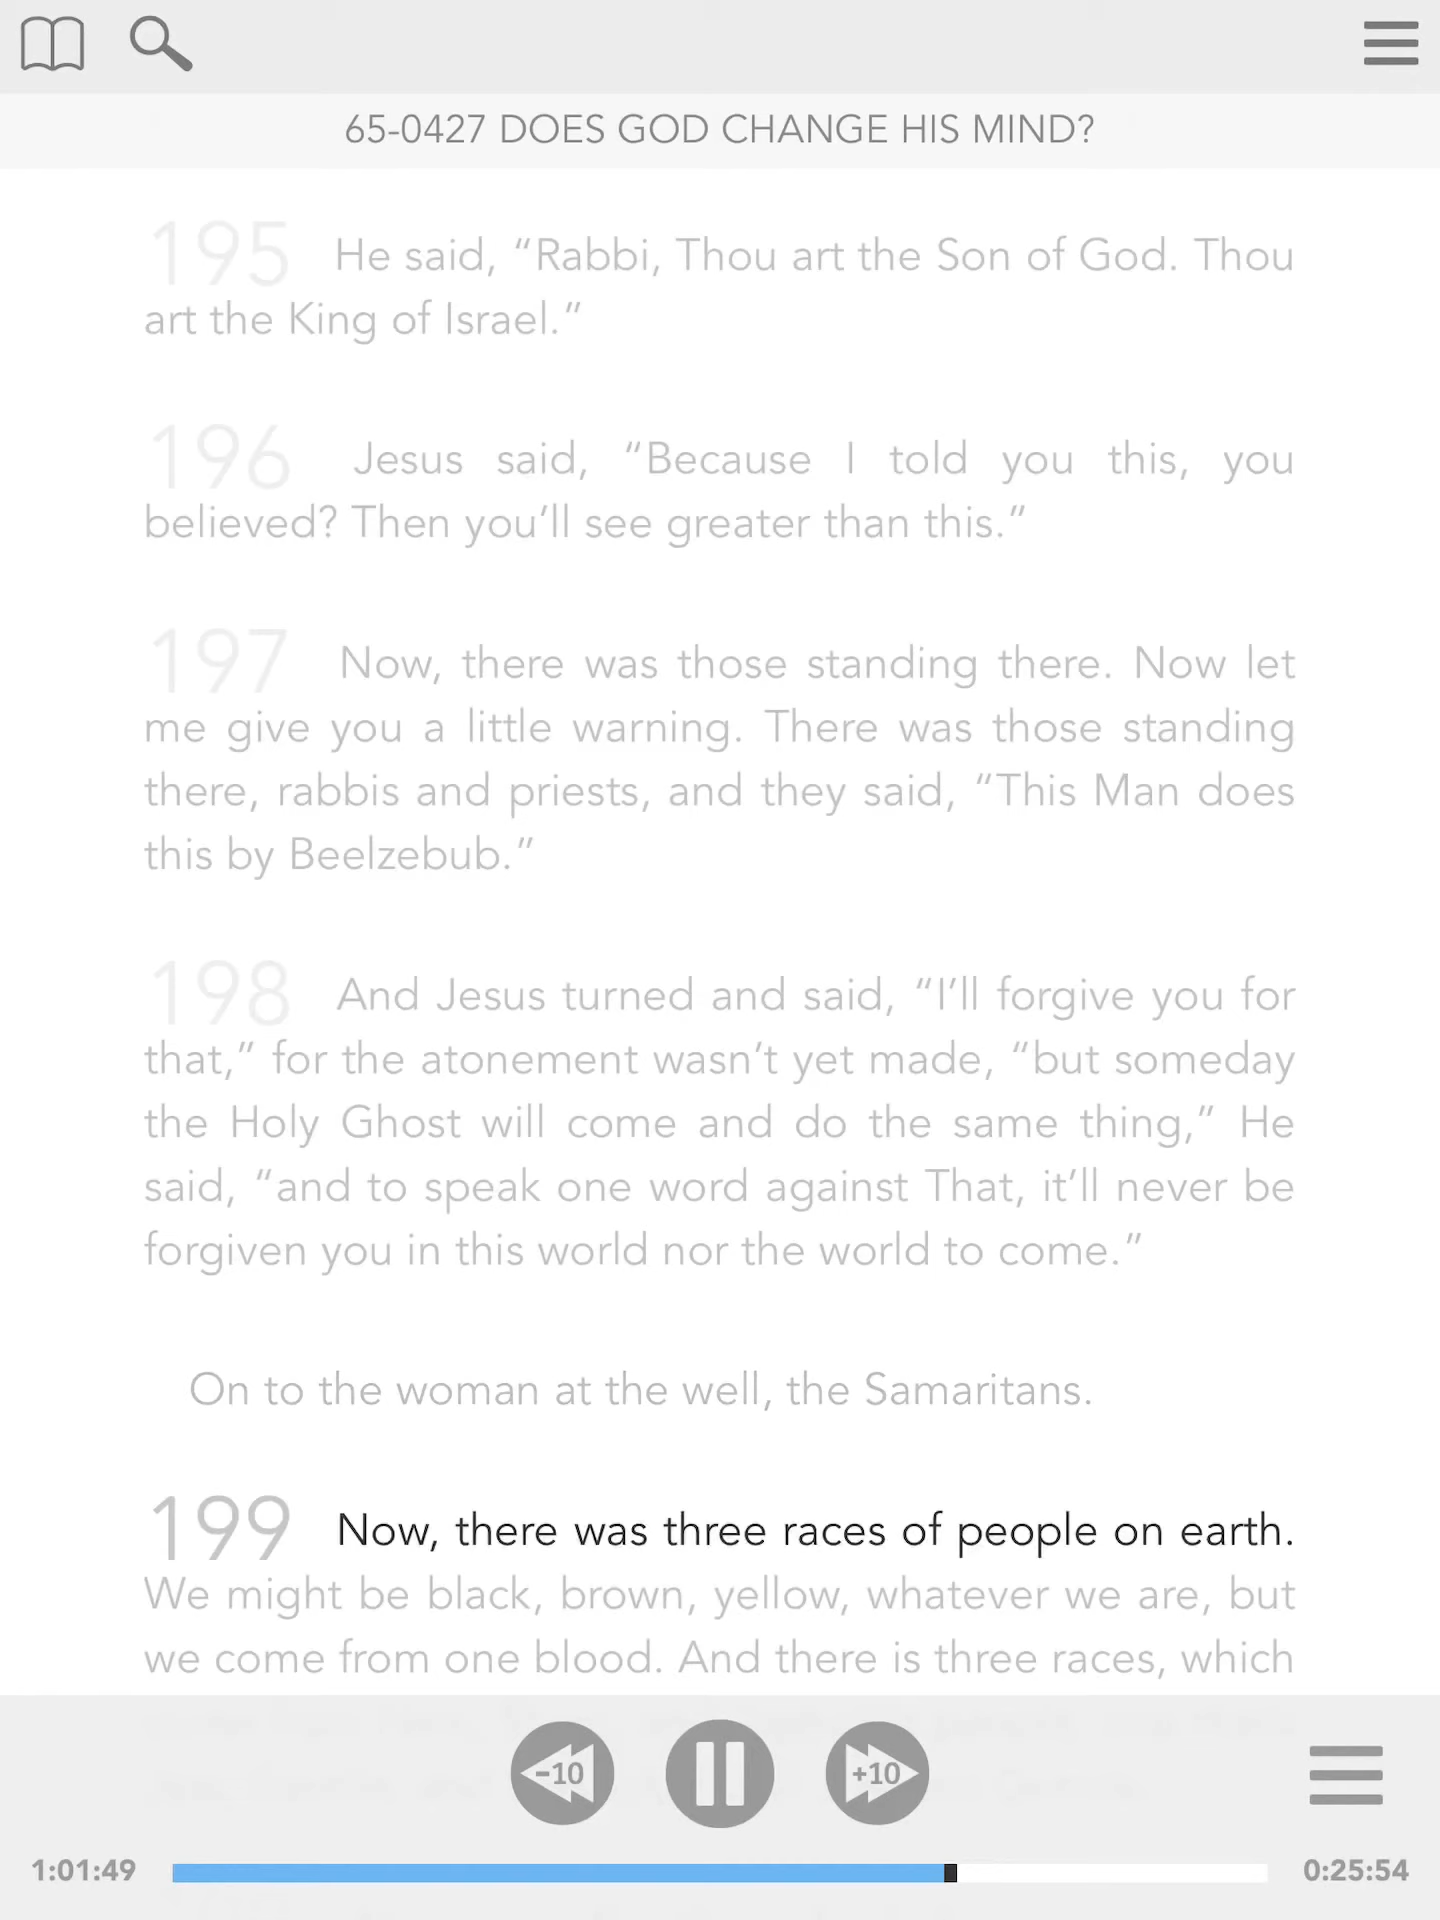 65-0427 DOES GOD CHANGE HIS MIND?
195 He said, “Rabbi, Thou art the Son of God. Thou
art the King of Israel.”
196 Jesus said, “Because I told you this, you
believed? Then you’ll see greater than this.”
197 Now, there was those standing there. Now let
me give you a little warning. There was those standing
there, rabbis and priests, and they said, “This Man does
this by Beelzebub.”
198 And Jesus turned and said, “I’ll forgive you for
that,” for the atonement wasn’t yet made, “but someday
the Holy Ghost will come and do the same thing,” He
said, “and to speak one word against That, it’ll never be
forgiven you in this world nor the world to come.”
On to the woman at the well, the Samaritans.
199 Now, there was three races of people on earth.
We might be black, brown, yellow, whatever we are, but
we come from one blood. And there is three races, which
-10 +10
1:01:49 0:25:54